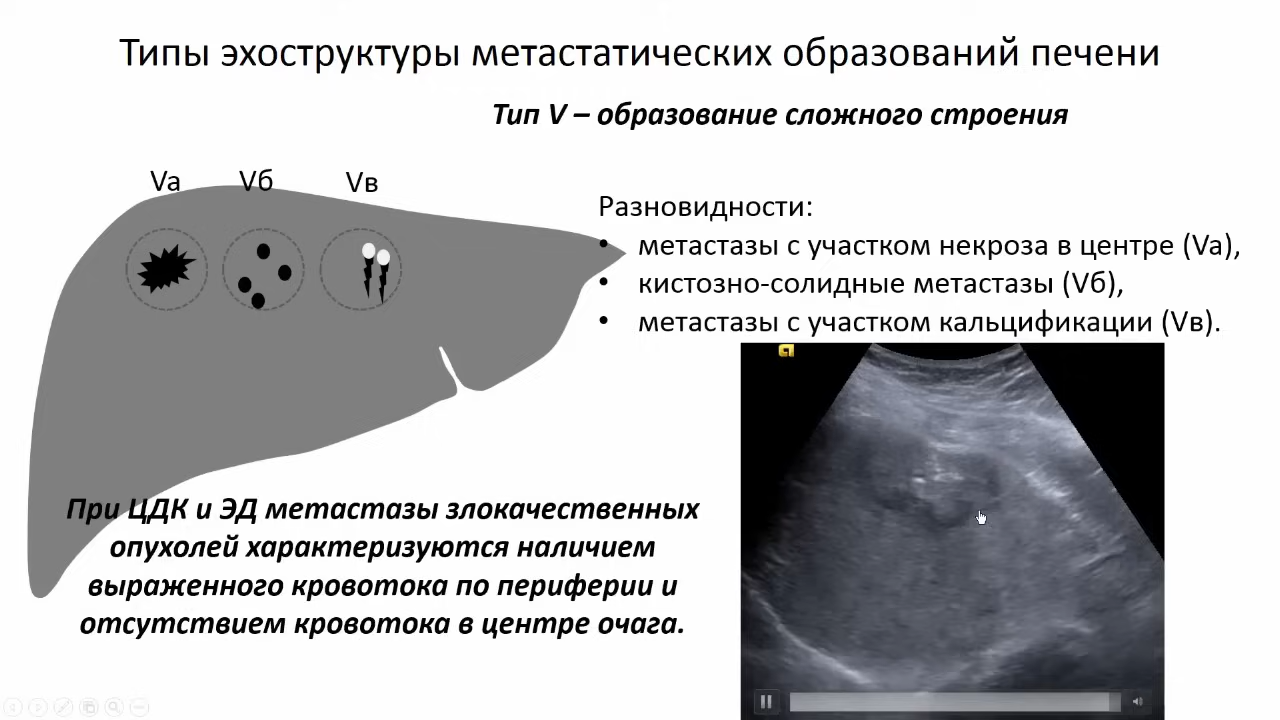 Типы эхоструктуры метастатических образований печени
Тип V – образование сложного строения
Vа Vб Vв
Разновидности:
• метастазы с участком некроза в центре (Vа),
• кистозно-солидные метастазы (Vб),
• метастазы с участком кальцификации (Vв).
При ЦДК и ЭД метастазы злокачественных
опухолей характеризуются наличием
выраженного кровотока по периферии и
отсутствием кровотока в центре очага.